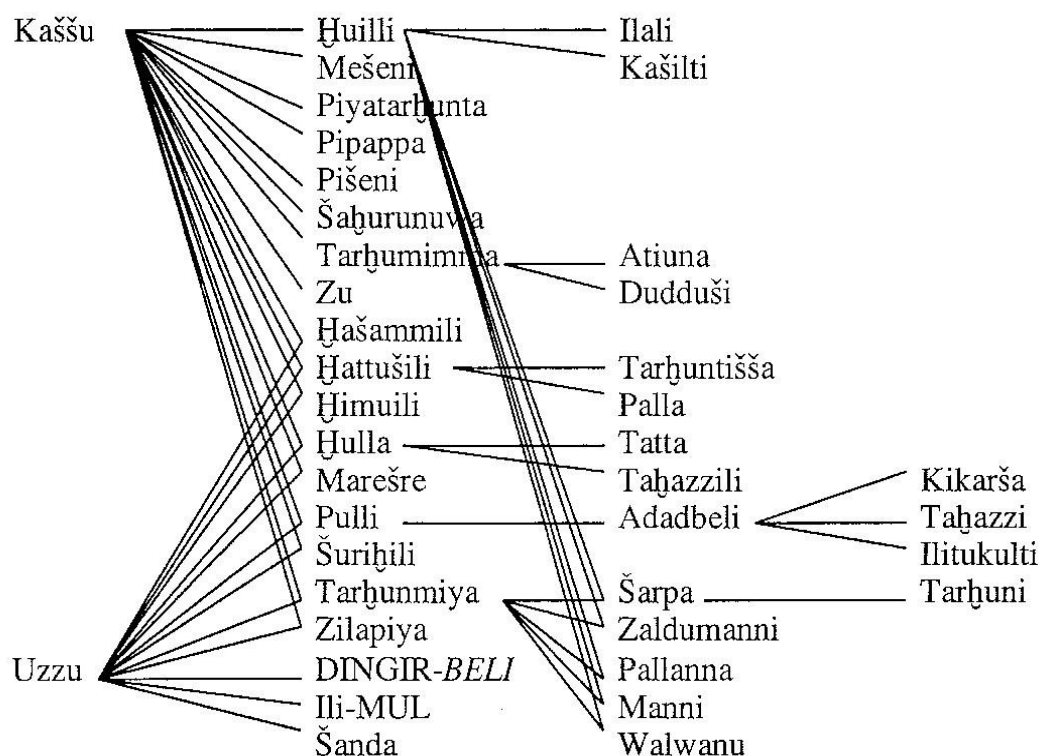 Kaššu Ḫuilli Ilali
Mešeni Kašilti
Piyatarḫunta
Pipappa
Pišeni
Šaḫurunuwa
Tarḫumimma Atiuna
Zu Dudduši
Ḫašammili
Ḫattušili Tarḫuntišša
Ḫimuili Palla
Ḫulla Tatta
Marešre Taḫazzili Kikarša
Pulli Adadbeli Taḫazzi
Šuriḫili Ilitukulti
Tarḫunmiya Šarpa Tarḫuni
Zilapiya Zaldumanni
Uzzu DINGIR-BELI Pallanna
Ili-MUL Manni
Šanda Walwanu